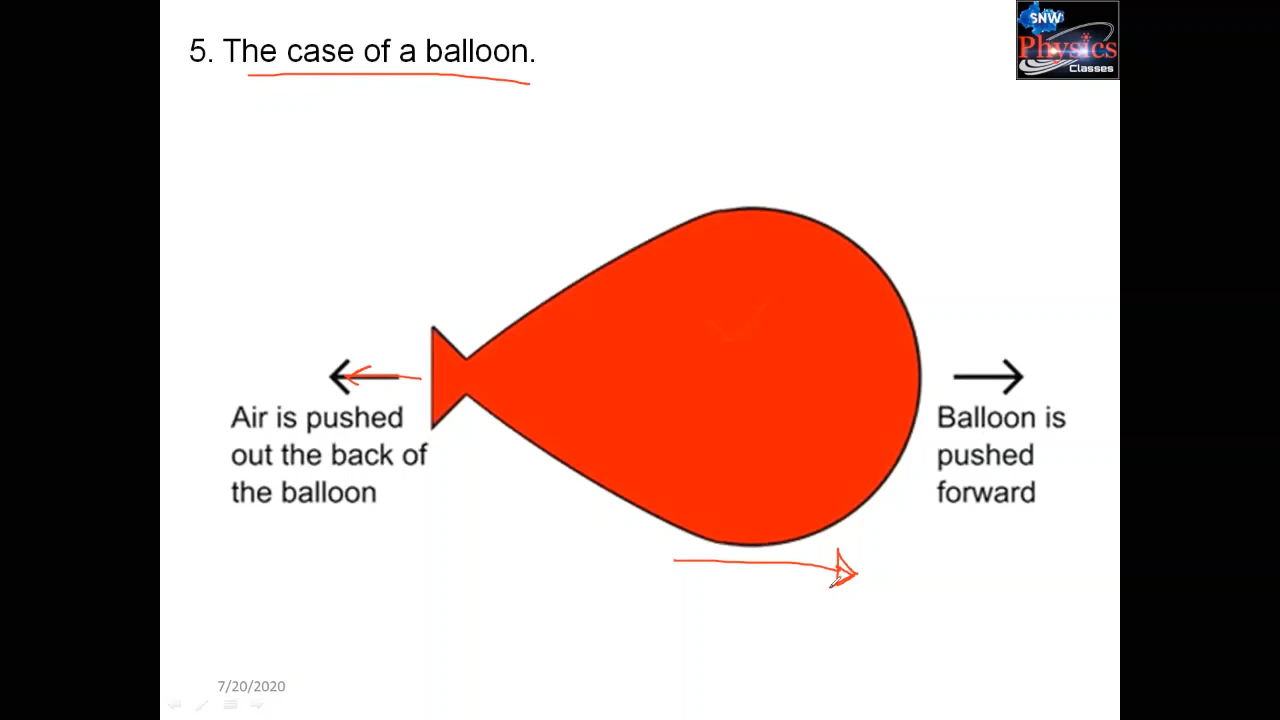 5. The case of a balloon.
SNW
Physics
Classes
Air is pushed
out the back of
the balloon
Balloon is
pushed
forward
7/20/2020